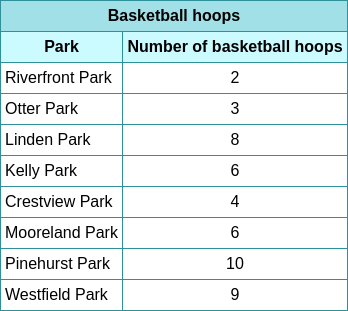 Basketball hoops
Park Number of basketball hoops
Riverfront Park 2
Otter Park 3
Linden Park 8
Kelly Park 6
Crestview Park 4
Mooreland Park 6
Pinehurst Park 10
Westfield Park 9